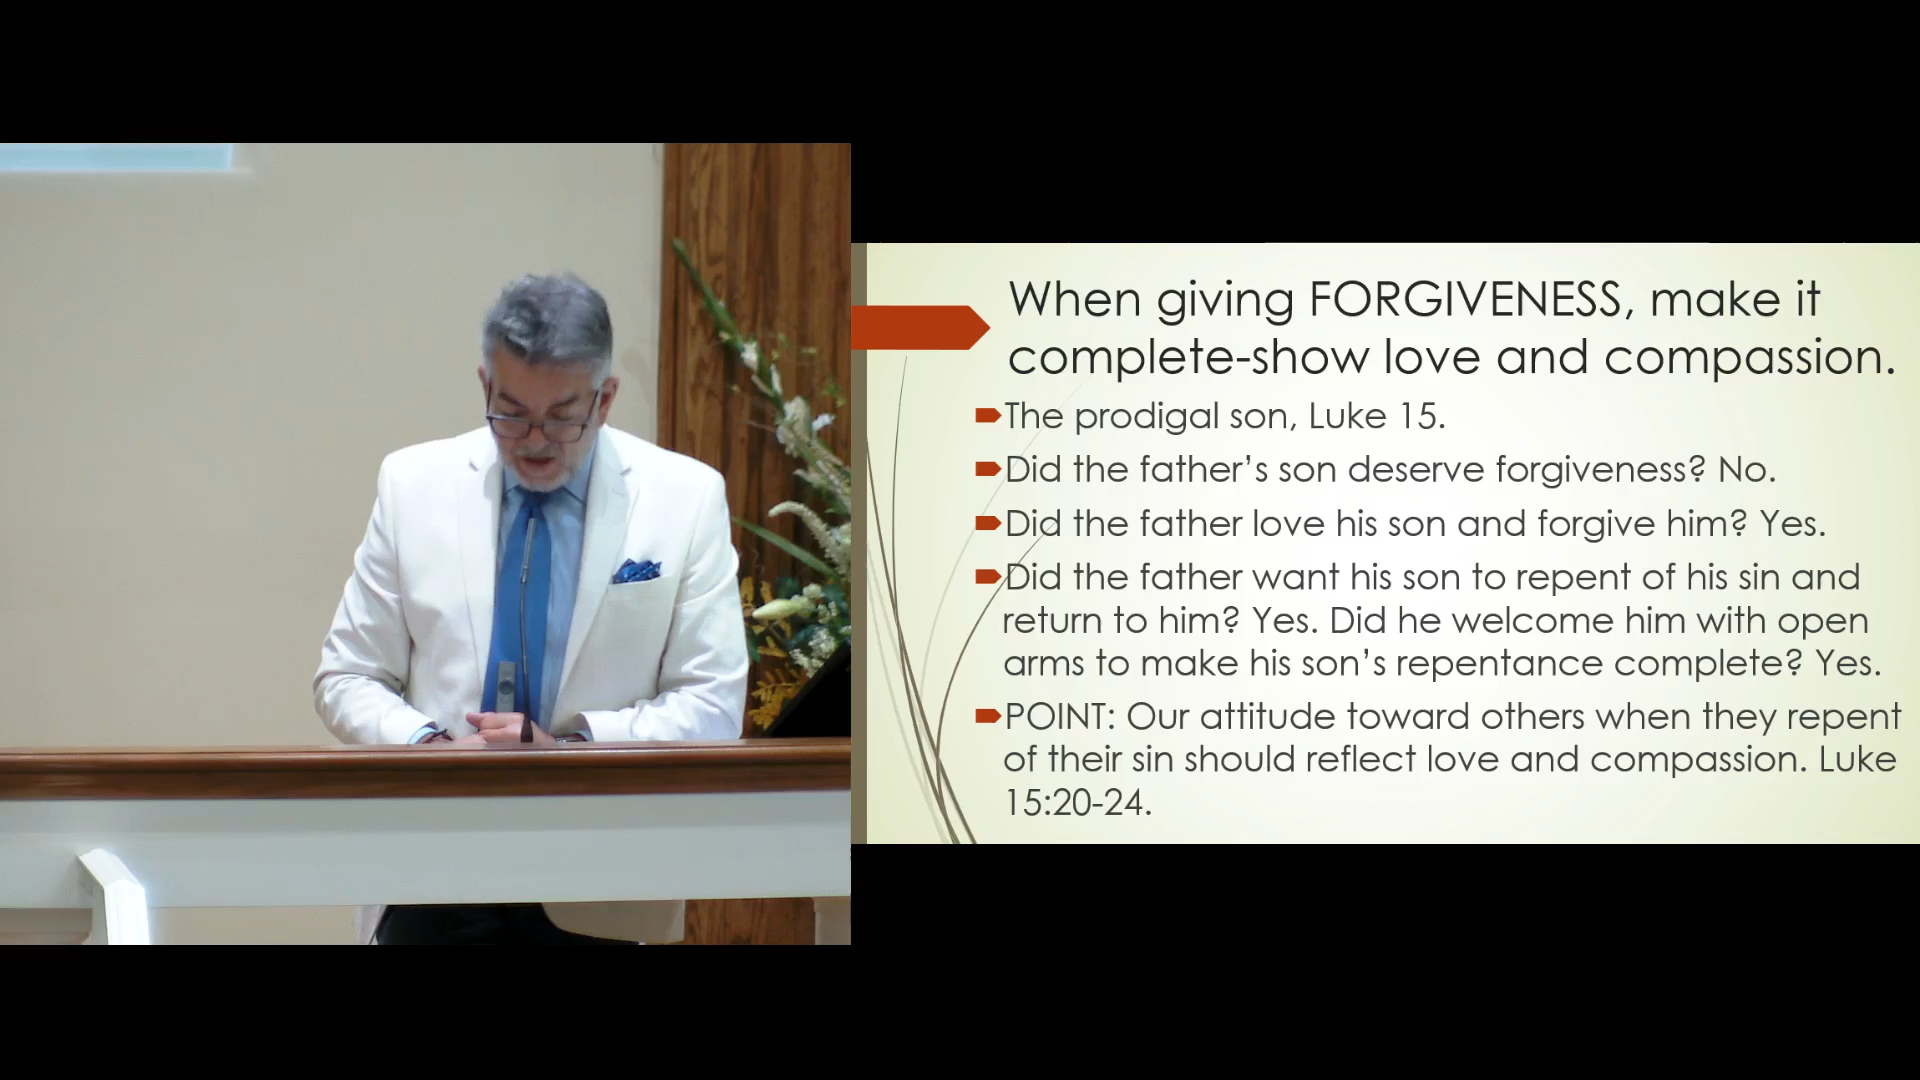 When giving FORGIVENESS, make it
complete-show love and compassion.
The prodigal son, Luke 15.
Did the father’s son deserve forgiveness? No.
Did the father love his son and forgive him? Yes.
Did the father want his son to repent of his sin and
return to him? Yes. Did he welcome him with open
arms to make his son’s repentance complete? Yes.
POINT: Our attitude toward others when they repent
of their sin should reflect love and compassion. Luke
15:20-24.